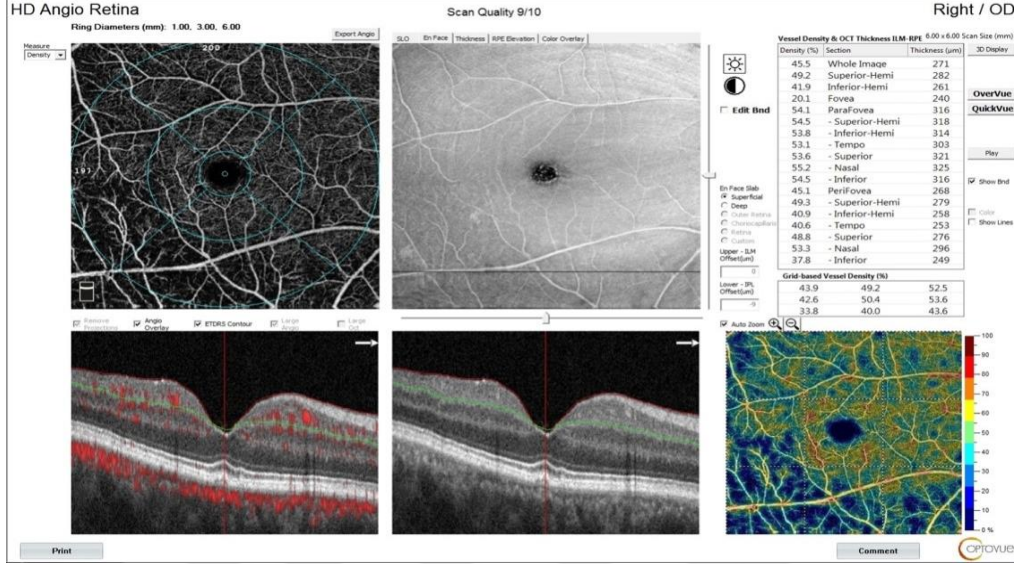 HD Angio Retina
Scan Quality 9/10
Right / OD
Ring Diameters (mm): 1.00, 3.00, 6.00
Export Angio
Measure
Density
200
197
SLO En Face Thickness RPE Elevation Color Overlay
Edit Bnd
En Face Slab
Superficial
Deep
Outer Retina
Choriocapillaris
Retina
Custom
Upper - ILM
Offset(um)
0
Lower - IPL
Offset(um)
-9
Vessel Density & OCT Thickness ILM-RPE 6.00 x 6.00 Scan Size (mm)
Density (%) Section Thickness (µm)
45.5 Whole Image 271
49.2 Superior-Hemi 282
41.9 Inferior-Hemi 261
20.1 Fovea 240
54.1 ParaFovea 316
54.5 - Superior-Hemi 318
53.8 - Inferior-Hemi 314
53.1 - Tempo 303
53.6 - Superior 321
55.2 - Nasal 325
54.5 - Inferior 316
45.1 PeriFovea 268
49.3 - Superior-Hemi 279
40.9 - Inferior-Hemi 258
40.6 - Tempo 253
48.8 - Superior 276
53.3 - Nasal 296
37.8 - Inferior 249
Grid-based Vessel Density (%)
43.9 49.2 52.5
42.6 50.4 53.6
33.8 40.0 43.6
3D Display
OverVue
QuickVue
Play
Show Bnd
Color
Show Lines
Remove Projections
Angio Overlay
ETDRS Contour
Large Angio
Large Oct
Auto Zoom
100
90
80
70
60
50
40
30
20
10
0 %
Print
Comment
OPTOVUE